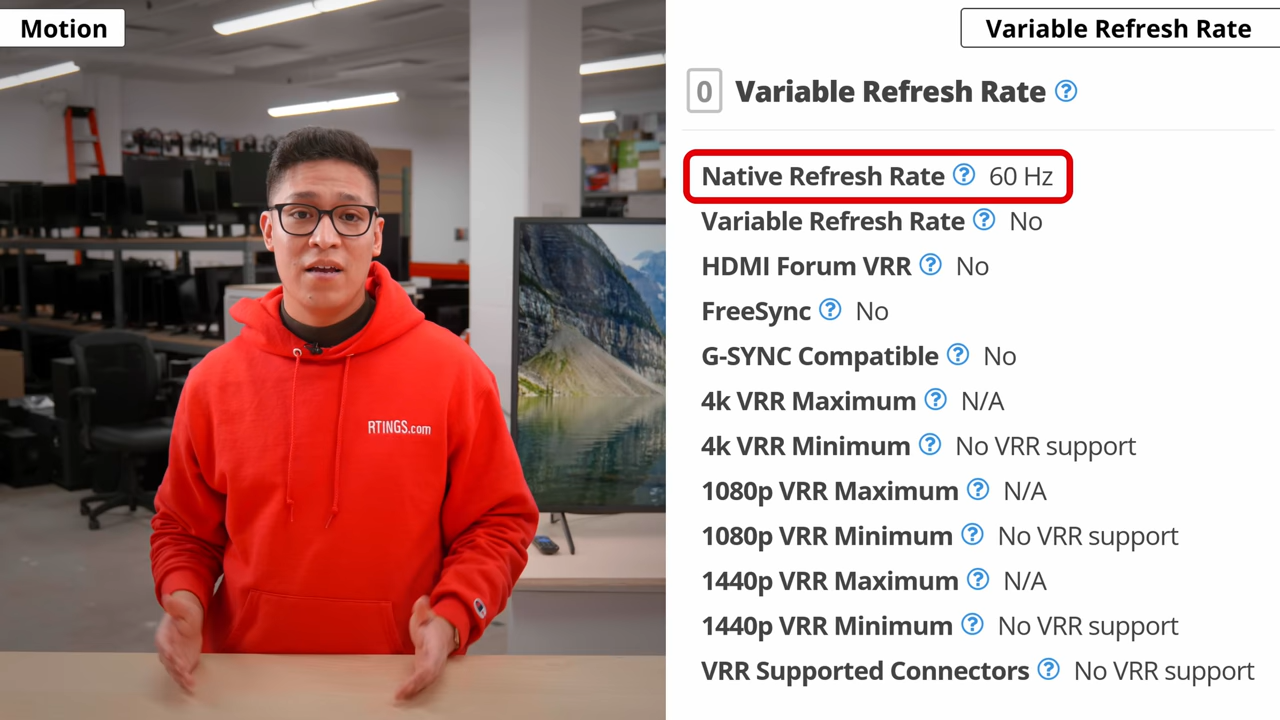 Motion
Variable Refresh Rate
0 Variable Refresh Rate ?
Native Refresh Rate ? 60 Hz
Variable Refresh Rate ? No
HDMI Forum VRR ? No
FreeSync ? No
G-SYNC Compatible ? No
4k VRR Maximum ? N/A
4k VRR Minimum ? No VRR support
1080p VRR Maximum ? N/A
1080p VRR Minimum ? No VRR support
1440p VRR Maximum ? N/A
1440p VRR Minimum ? No VRR support
VRR Supported Connectors ? No VRR support
RTINGS.com